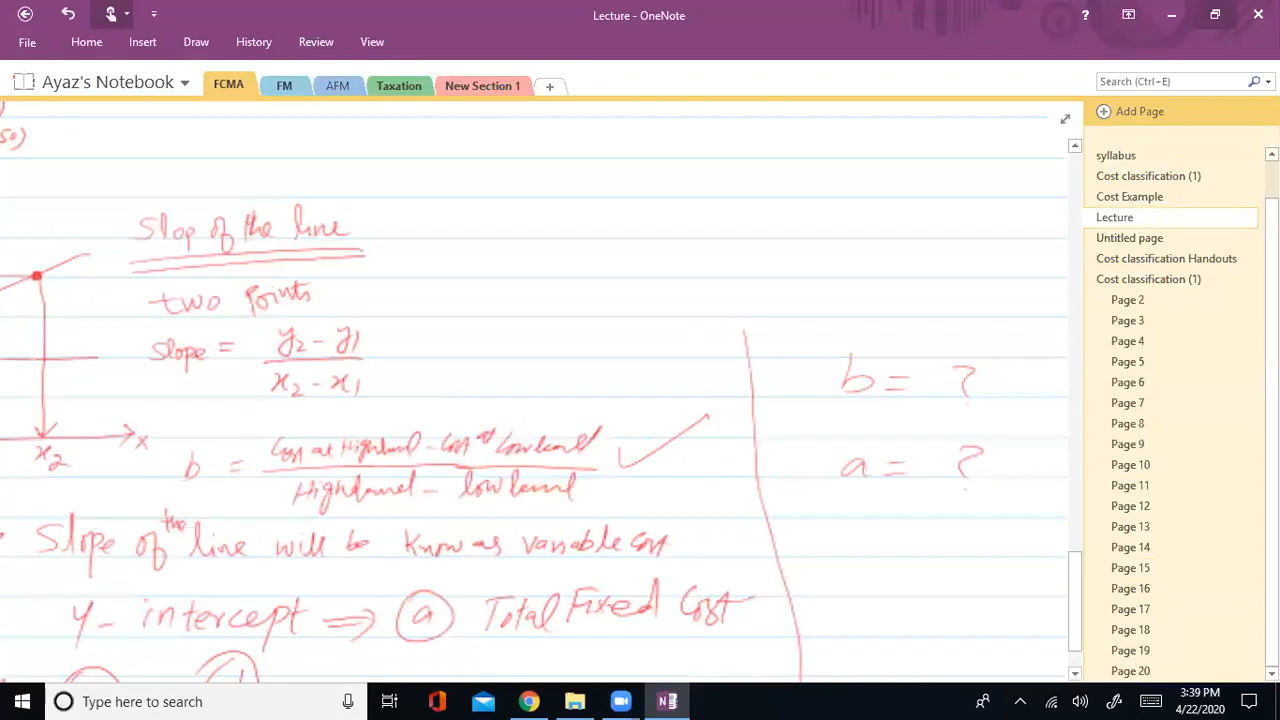 Lecture - OneNote
?
File Home Insert Draw History Review View
Ayaz's Notebook FCMA FM AFM Taxation New Section 1 +
Search (Ctrl+E)
Add Page
syllabus
Cost classification (1)
Cost Example
Lecture
Untitled page
Cost classification Handouts
Cost classification (1)
Page 2
Page 3
Page 4
Page 5
Page 6
Page 7
Page 8
Page 9
Page 10
Page 11
Page 12
Page 13
Page 14
Page 15
Page 16
Page 17
Page 18
Page 19
Page 20
50)
Slop of the line
two points
slope = y2 - y1
x2 - x1
x
x2
b = Cost at High level - Cost at Low level
High level - low level
Slope of the line will be know as variable cost
y- intercept ⇒ a Total Fixed Cost
b = ?
a = ?
Type here to search
3:39 PM
4/22/2020